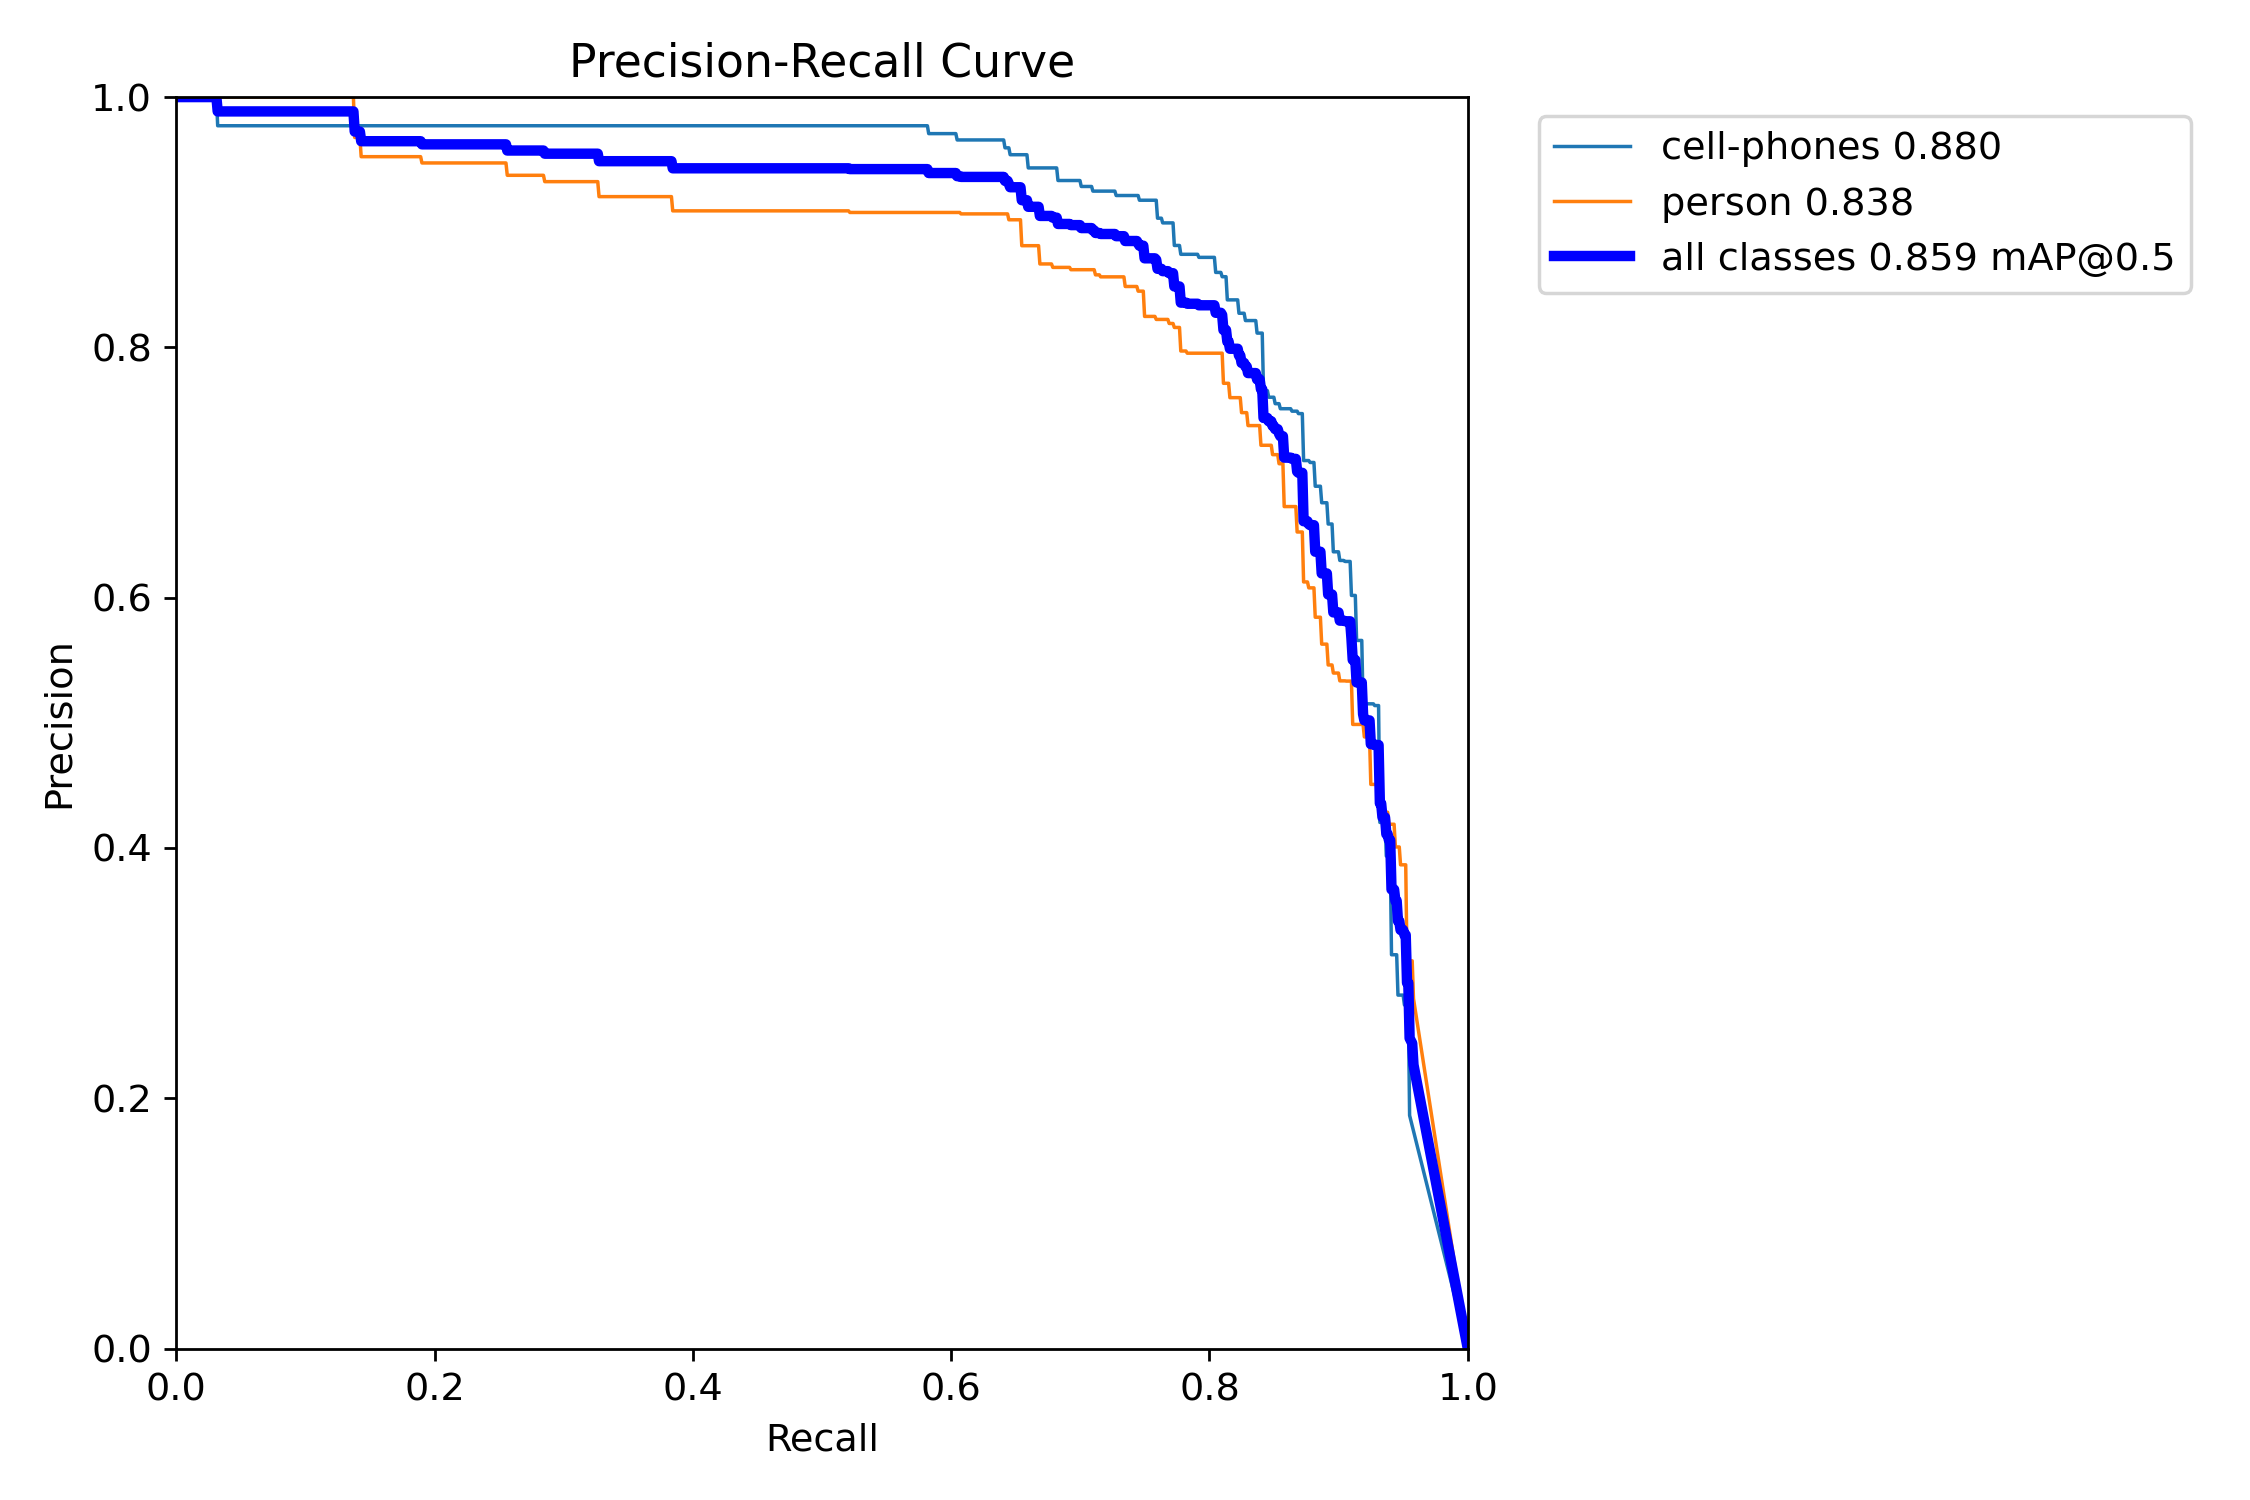 Precision-Recall Curve
1.0
0.8
0.6
0.4
0.2
0.0
Precision
0.0 0.2 0.4 0.6 0.8 1.0
Recall
cell-phones 0.880
person 0.838
all classes 0.859 mAP@0.5